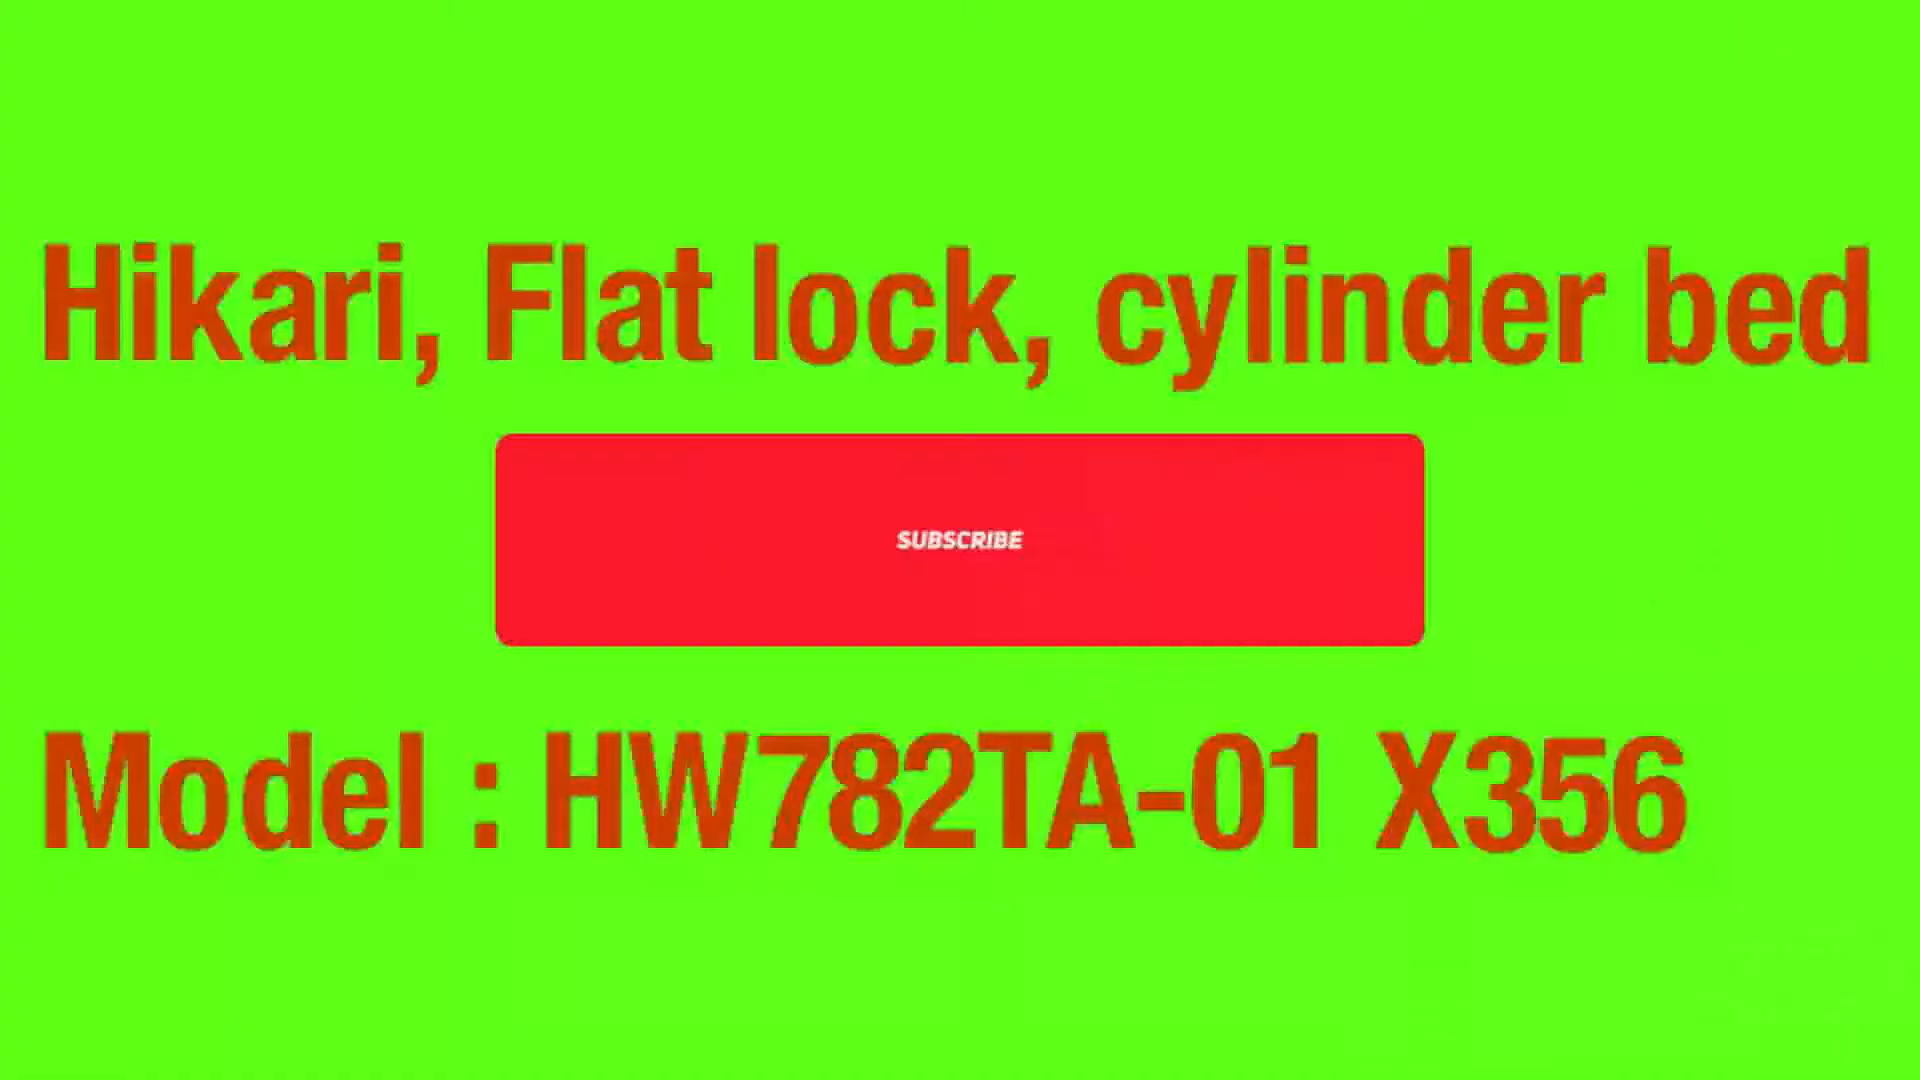 Hikari, Flat lock, cylinder bed
SUBSCRIBE
Model : HW782TA-01 X356